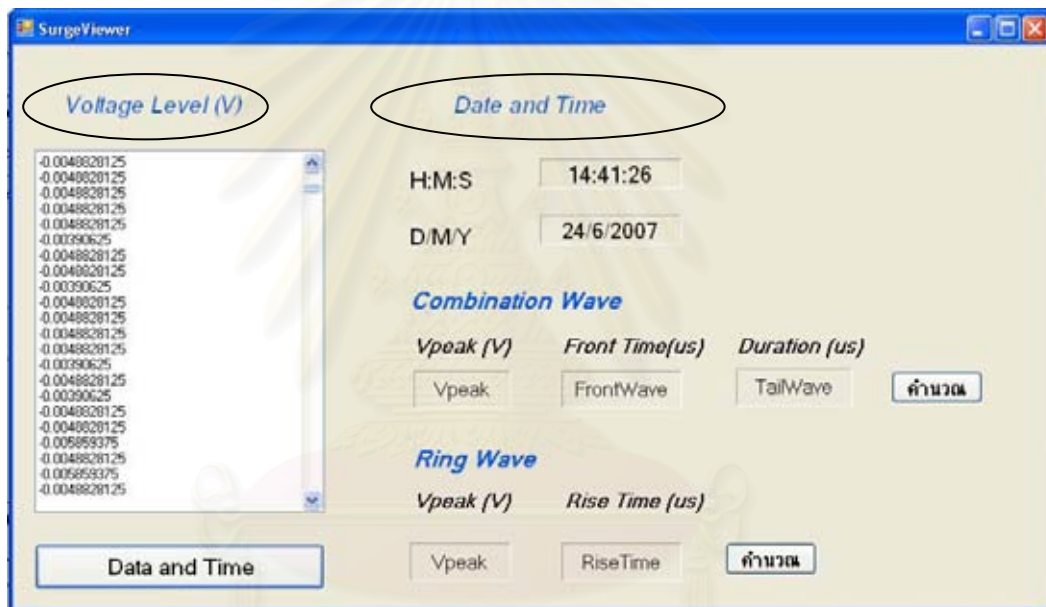 SurgeViewer
Voltage Level (V)
-0.0048828125
-0.0048828125
-0.0048828125
-0.0048828125
-0.0048828125
-0.00390625
-0.0048828125
-0.0048828125
-0.00390625
-0.0048828125
-0.0048828125
-0.0048828125
-0.0048828125
-0.00390625
-0.0048828125
-0.00390625
-0.0048828125
-0.0048828125
-0.005859375
-0.0048828125
-0.005859375
-0.0048828125
Data and Time
Date and Time
H:M:S 14:41:26
D/M/Y 24/6/2007
Combination Wave
Vpeak (V) Front Time(us) Duration (us)
Vpeak FrontWave TailWave คำนวณ
Ring Wave
Vpeak (V) Rise Time (us)
Vpeak RiseTime คำนวณ